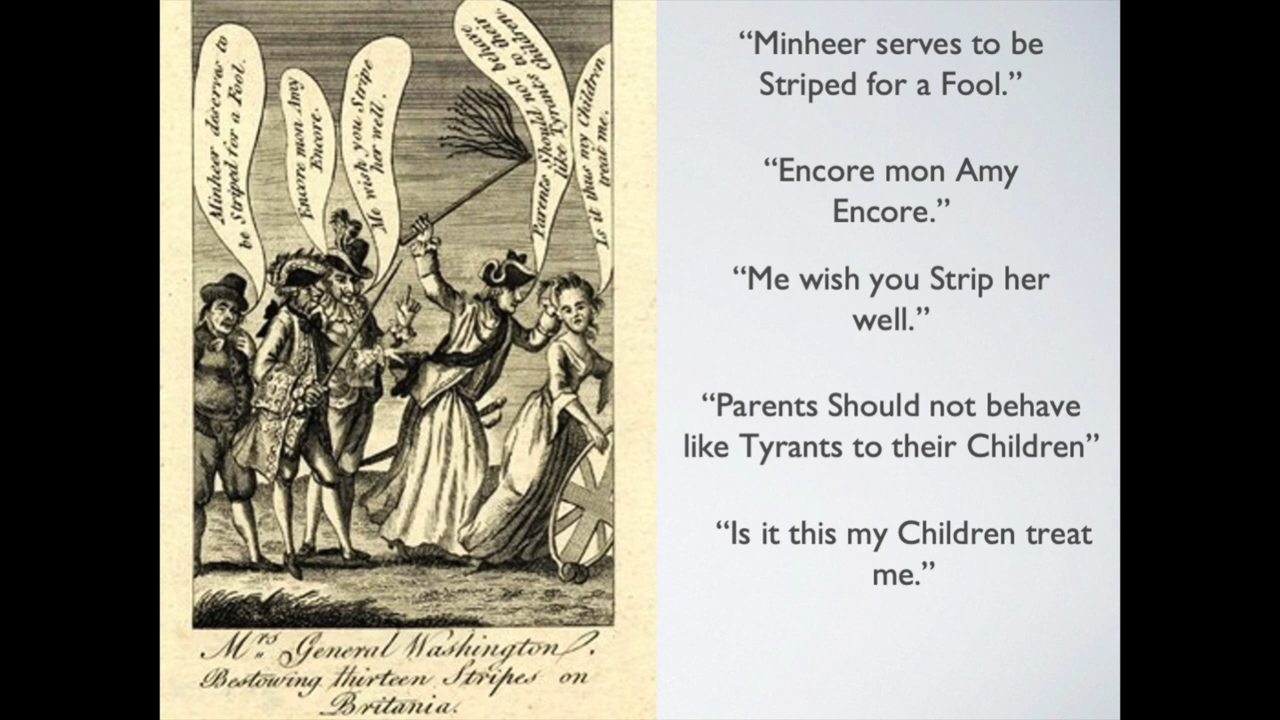 Minheer deserves to
be Striped for a Fool.
Encore mon Amy
Encore.
Me wish you Stripe
her well.
Parents Should not behave
like Tyrants to their
Children.
Is it thus my Children
treat me.
Mrs. General Washington.
Bestowing thirteen Stripes on
Britania.
“Minheer serves to be
Striped for a Fool.”
“Encore mon Amy
Encore.”
“Me wish you Strip her
well.”
“Parents Should not behave
like Tyrants to their Children”
“Is it this my Children treat
me.”